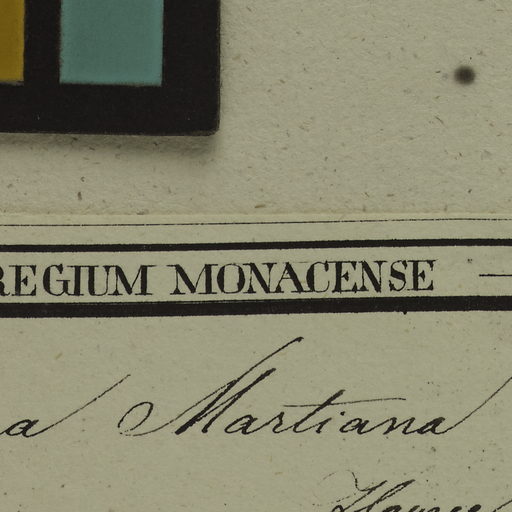 REGIUM MONACENSE —
a Martiana